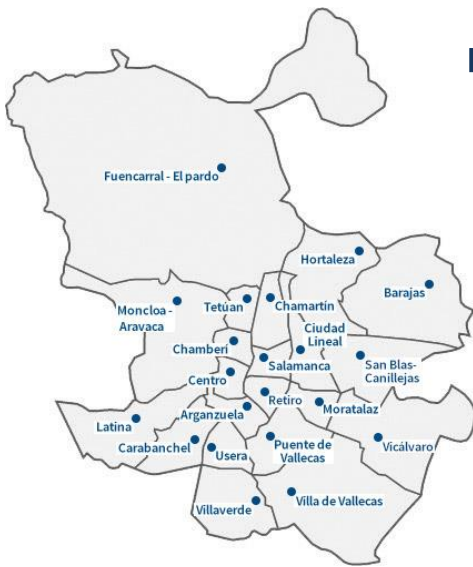 Fuencarral - El pardo
Hortaleza
Barajas
Moncloa -
Aravaca
Tetúan
Chamartín
Ciudad
Lineal
Chamberí
Salamanca
San Blas-
Canillejas
Centro
Retiro
Moratalaz
Arganzuela
Latina
Carabanchel
Usera
Puente de
Vallecas
Vicálvaro
Villaverde
Villa de Vallecas